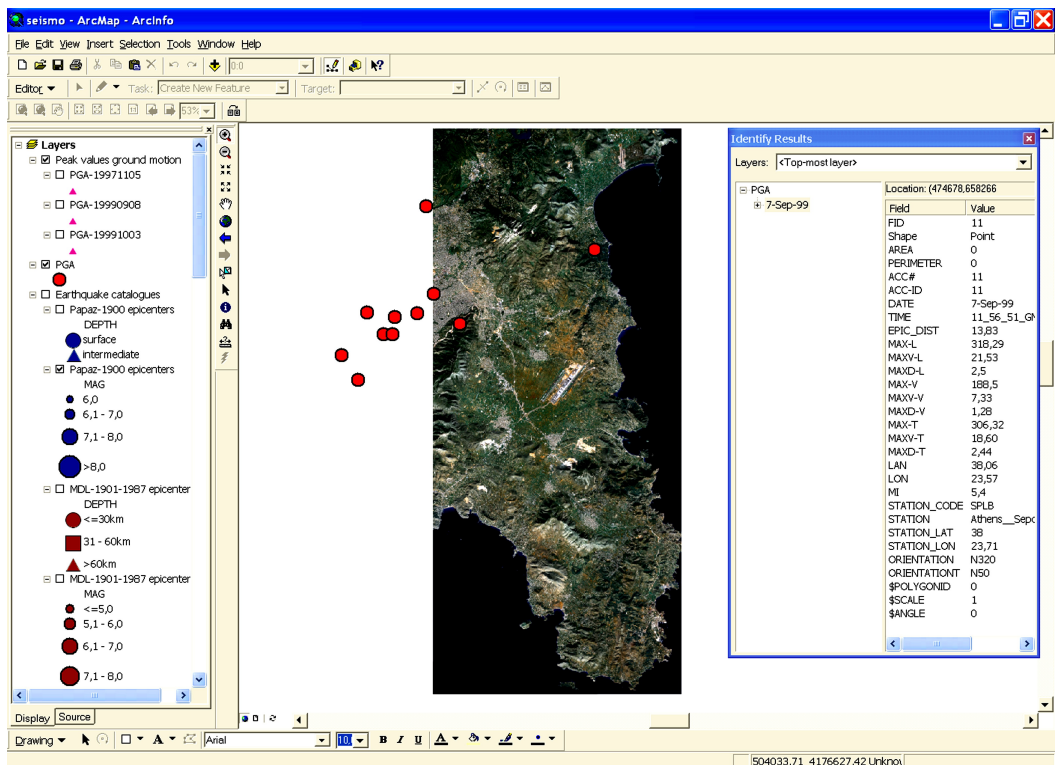 seismo - ArcMap - ArcInfo
File Edit View Insert Selection Tools Window Help
0:0
Editor Task: Create New Feature Target:
53%
Layers
Peak values ground motion
PGA-19971105
PGA-19990908
PGA-19991003
PGA
Earthquake catalogues
Papaz-1900 epicenters
DEPTH
surface
intermediate
Papaz-1900 epicenters
MAG
6,0
6,1 - 7,0
7,1 - 8,0
>8,0
MDL-1901-1987 epicenter
DEPTH
<=30km
31 - 60km
>60km
MDL-1901-1987 epicenter
MAG
<=5,0
5,1 - 6,0
6,1 - 7,0
7,1 - 8,0
Display Source
Identify Results
Layers: <Top-most layer>
PGA
7-Sep-99
Location: (474678,658266
Field Value
FID 11
Shape Point
AREA 0
PERIMETER 0
ACC# 11
ACC-ID 11
DATE 7-Sep-99
TIME 11_56_51_GM
EPIC_DIST 13,83
MAX-L 318,29
MAXV-L 21,53
MAXD-L 2,5
MAX-V 188,5
MAXV-V 7,33
MAXD-V 1,28
MAX-T 306,32
MAXV-T 18,60
MAXD-T 2,44
LAN 38,06
LON 23,57
MI 5,4
STATION_CODE SPLB
STATION Athens__Sepo
STATION_LAT 38
STATION_LON 23,71
ORIENTATION N320
ORIENTATIONT N50
$POLYGONID 0
$SCALE 1
$ANGLE 0
Drawing A Arial 10 B I U A
504033,71 4176627,42 Unknov